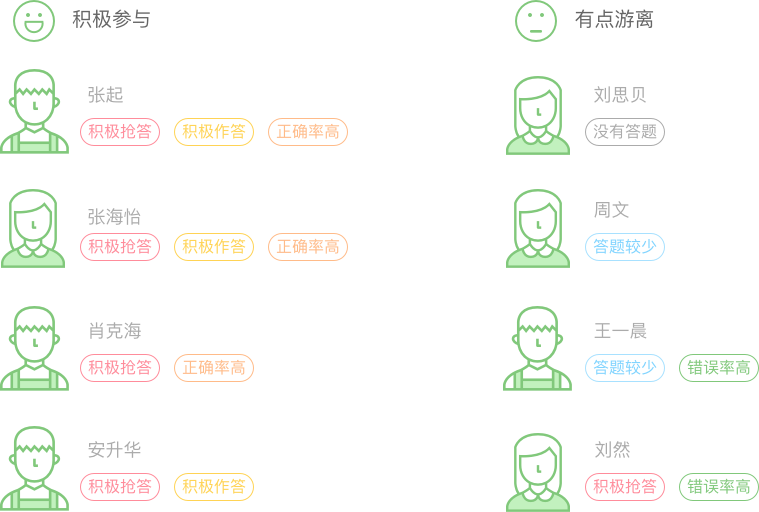 积极参与
有点游离
张起
积极抢答 积极作答 正确率高
刘思贝
没有答题
张海怡
积极抢答 积极作答 正确率高
周文
答题较少
肖克海
积极抢答 正确率高
王一晨
答题较少 错误率高
安升华
积极抢答 积极作答
刘然
积极抢答 错误率高